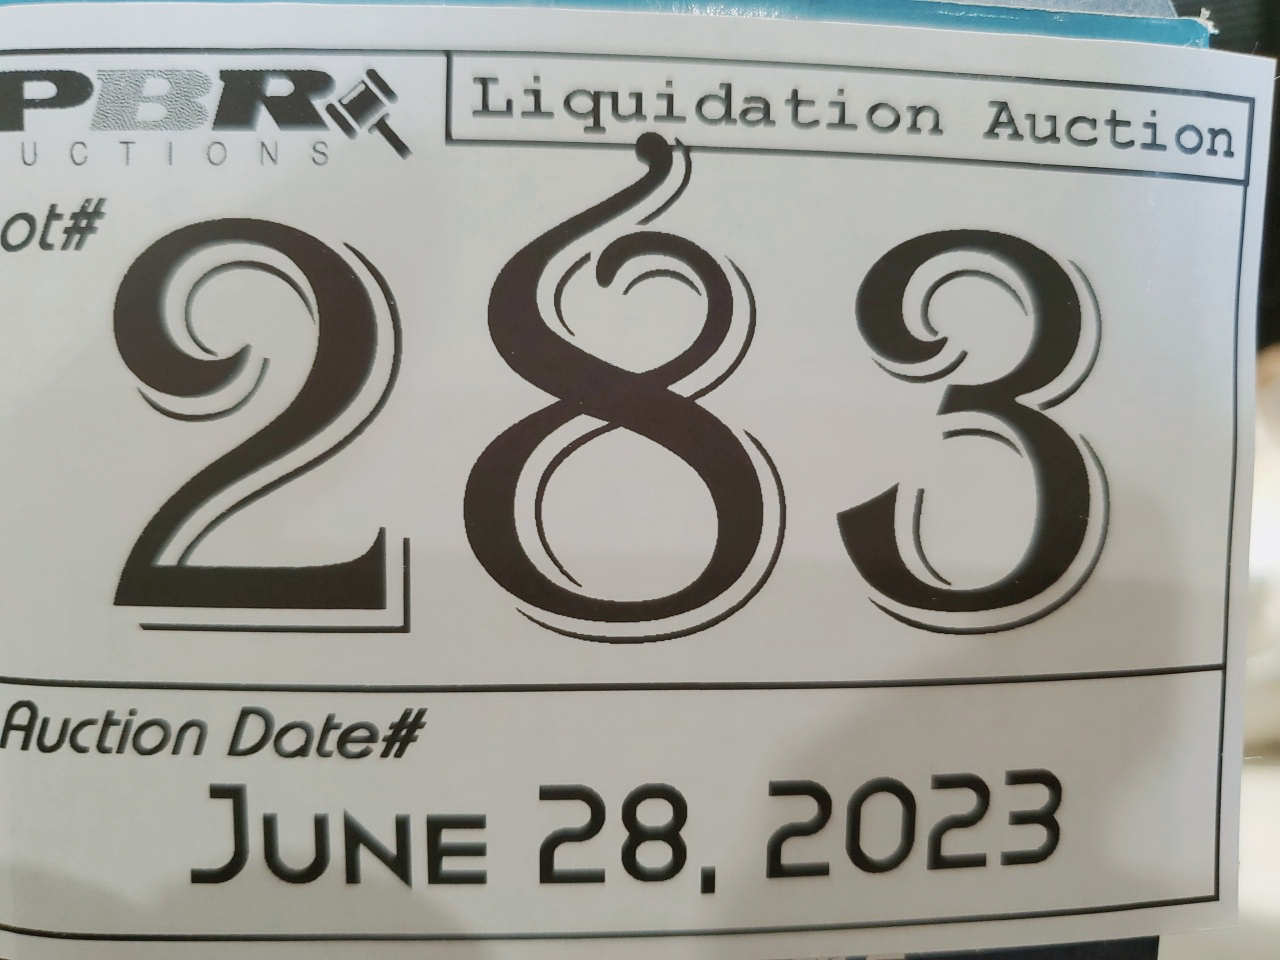 PBR
UCTIONS
Liquidation Auction
ot#
283
Auction Date#
June 28, 2023